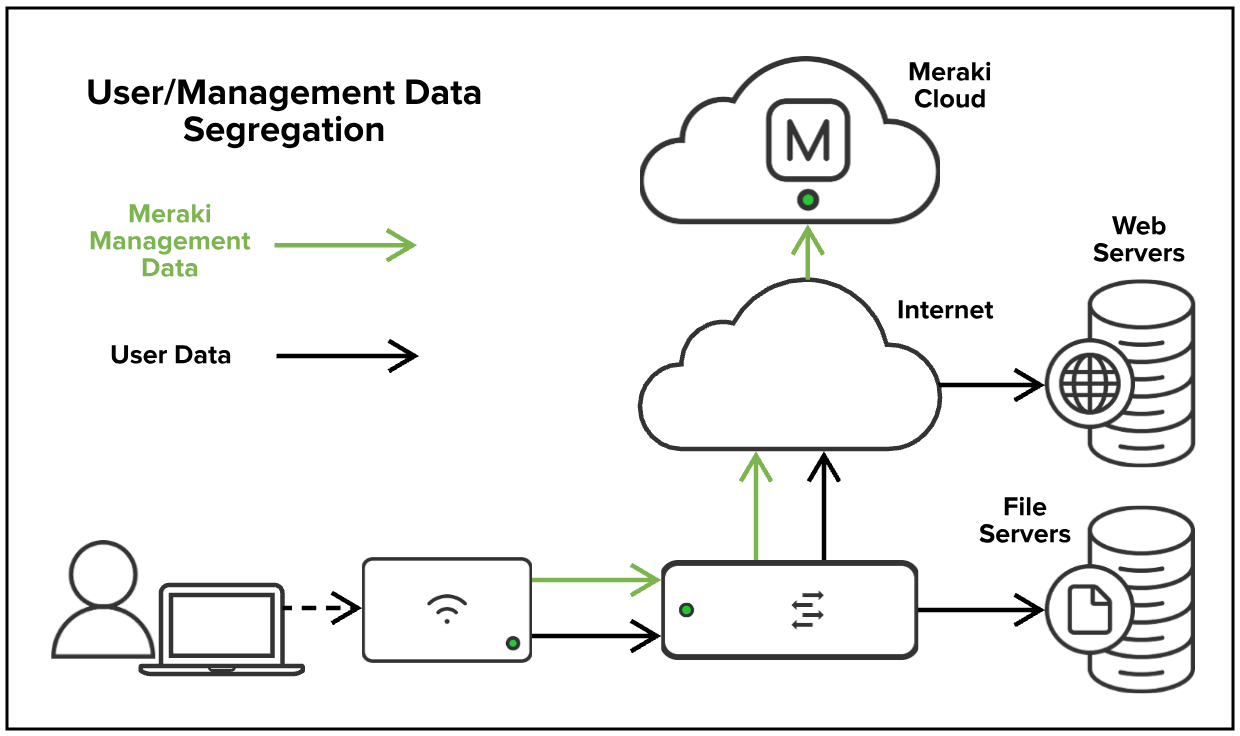 User/Management Data
Segregation
Meraki
Management
Data
User Data
Meraki
Cloud
M
Internet
Web
Servers
File
Servers